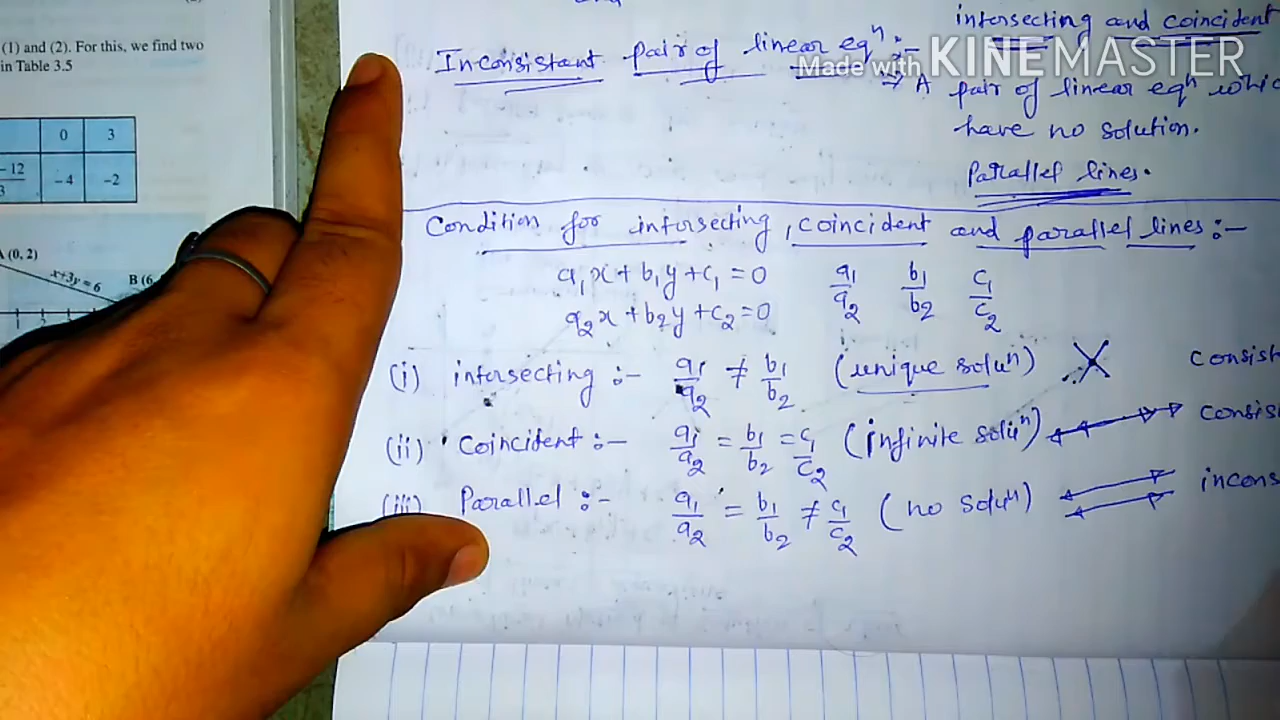 (1) and (2). For this, we find two
in Table 3.5
0 3
-12
3
-4 -2
A (0, 2)
x+3y=6
B (6,
1
intersecting and coincident
Inconsistant pair of linear eqⁿ :-
Made with KINEMASTER
⇒ A pair of linear eqⁿ whic
have no solution.
Parallel lines.
Condition for intersecting, coincident and parallel lines :-
a₁x + b₁y + c₁ = 0 a₁/a₂ b₁/b₂ c₁/c₂
a₂x + b₂y + c₂ = 0
(i) intersecting :- a₁/a₂ ≠ b₁/b₂ (unique soluⁿ) consist
(ii) Coincident :- a₁/a₂ = b₁/b₂ = c₁/c₂ (infinite soluⁿ) consis
(iii) Parallel :- a₁/a₂ = b₁/b₂ ≠ c₁/c₂ (no soluⁿ) incons